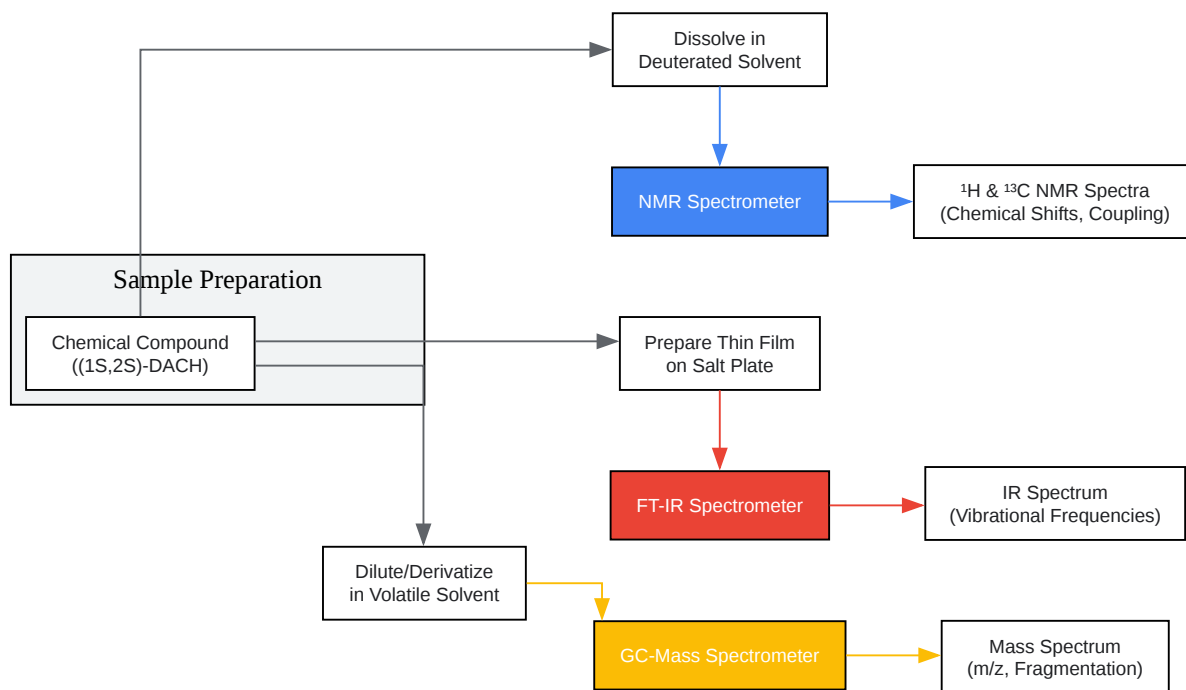 Dissolve in
Deuterated Solvent
NMR Spectrometer
¹H & ¹³C NMR Spectra
(Chemical Shifts, Coupling)
Sample Preparation
Chemical Compound
((1S,2S)-DACH)
Prepare Thin Film
on Salt Plate
FT-IR Spectrometer
IR Spectrum
(Vibrational Frequencies)
Dilute/Derivatize
in Volatile Solvent
GC-Mass Spectrometer
Mass Spectrum
(m/z, Fragmentation)